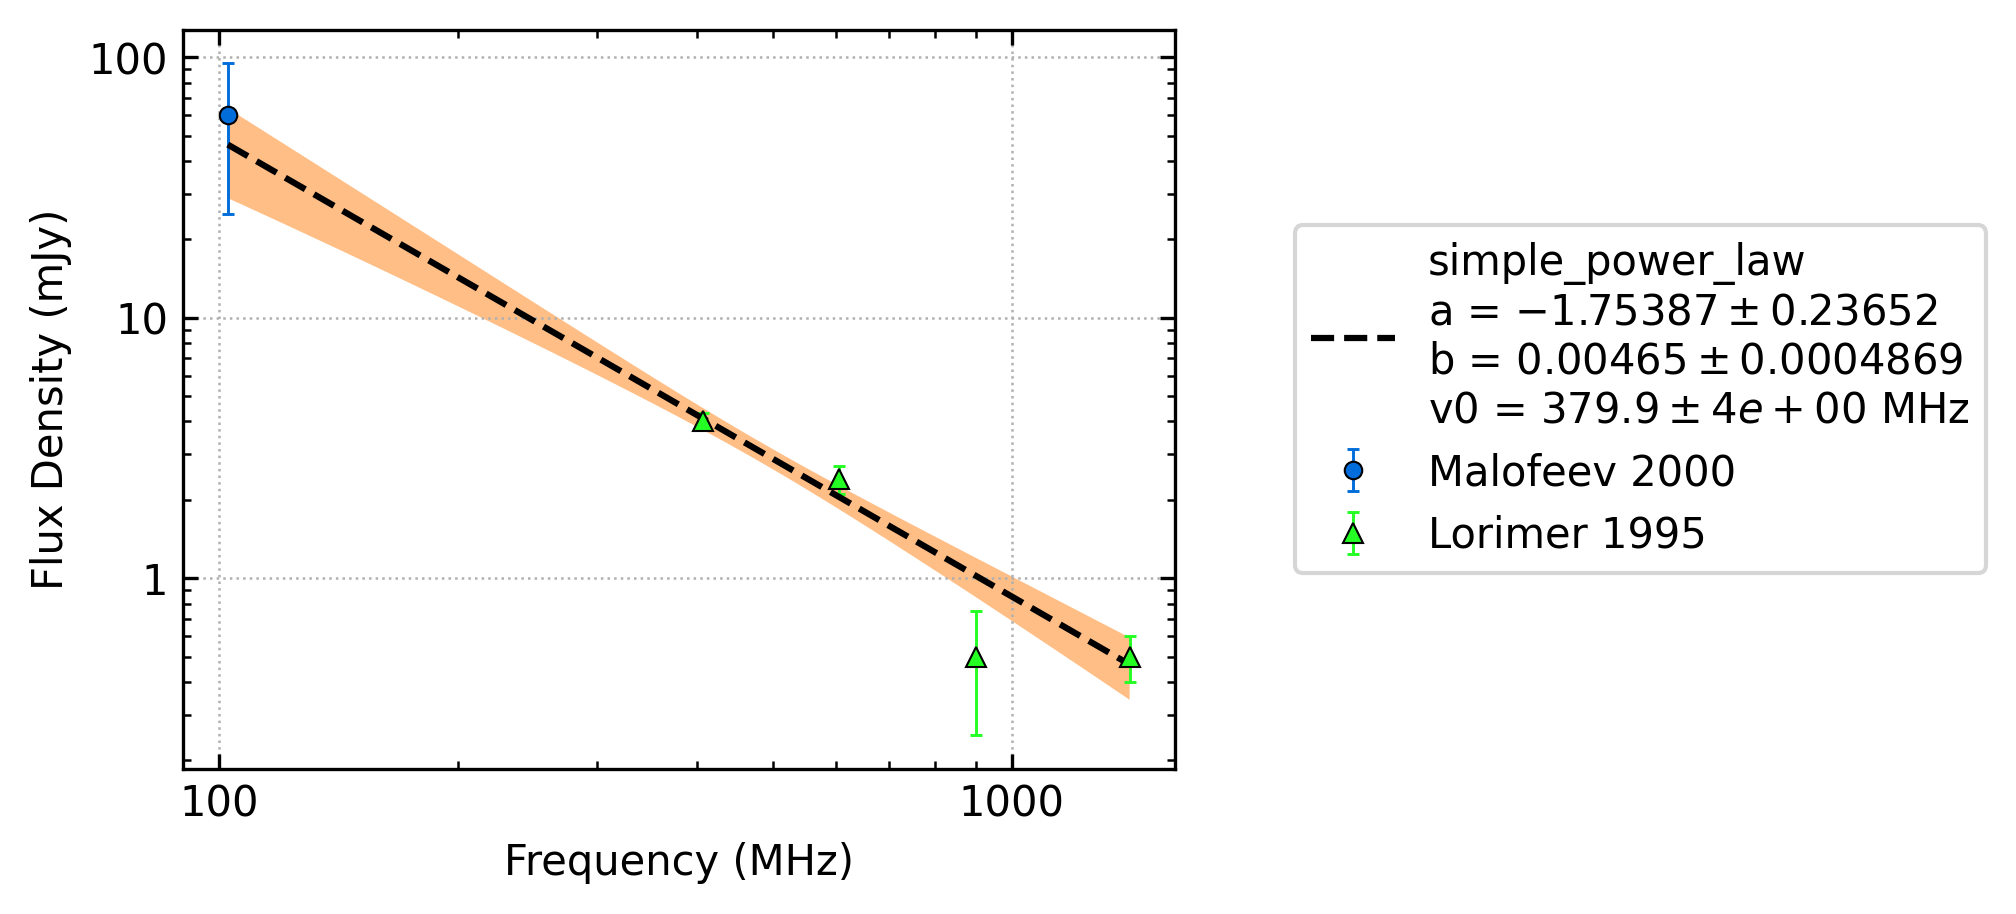 100
10
1
Flux Density (mJy)
100
1000
Frequency (MHz)
simple_power_law
a = −1.75387 ± 0.23652
b = 0.00465 ± 0.0004869
v0 = 379.9 ± 4e + 00 MHz
Malofeev 2000
Lorimer 1995